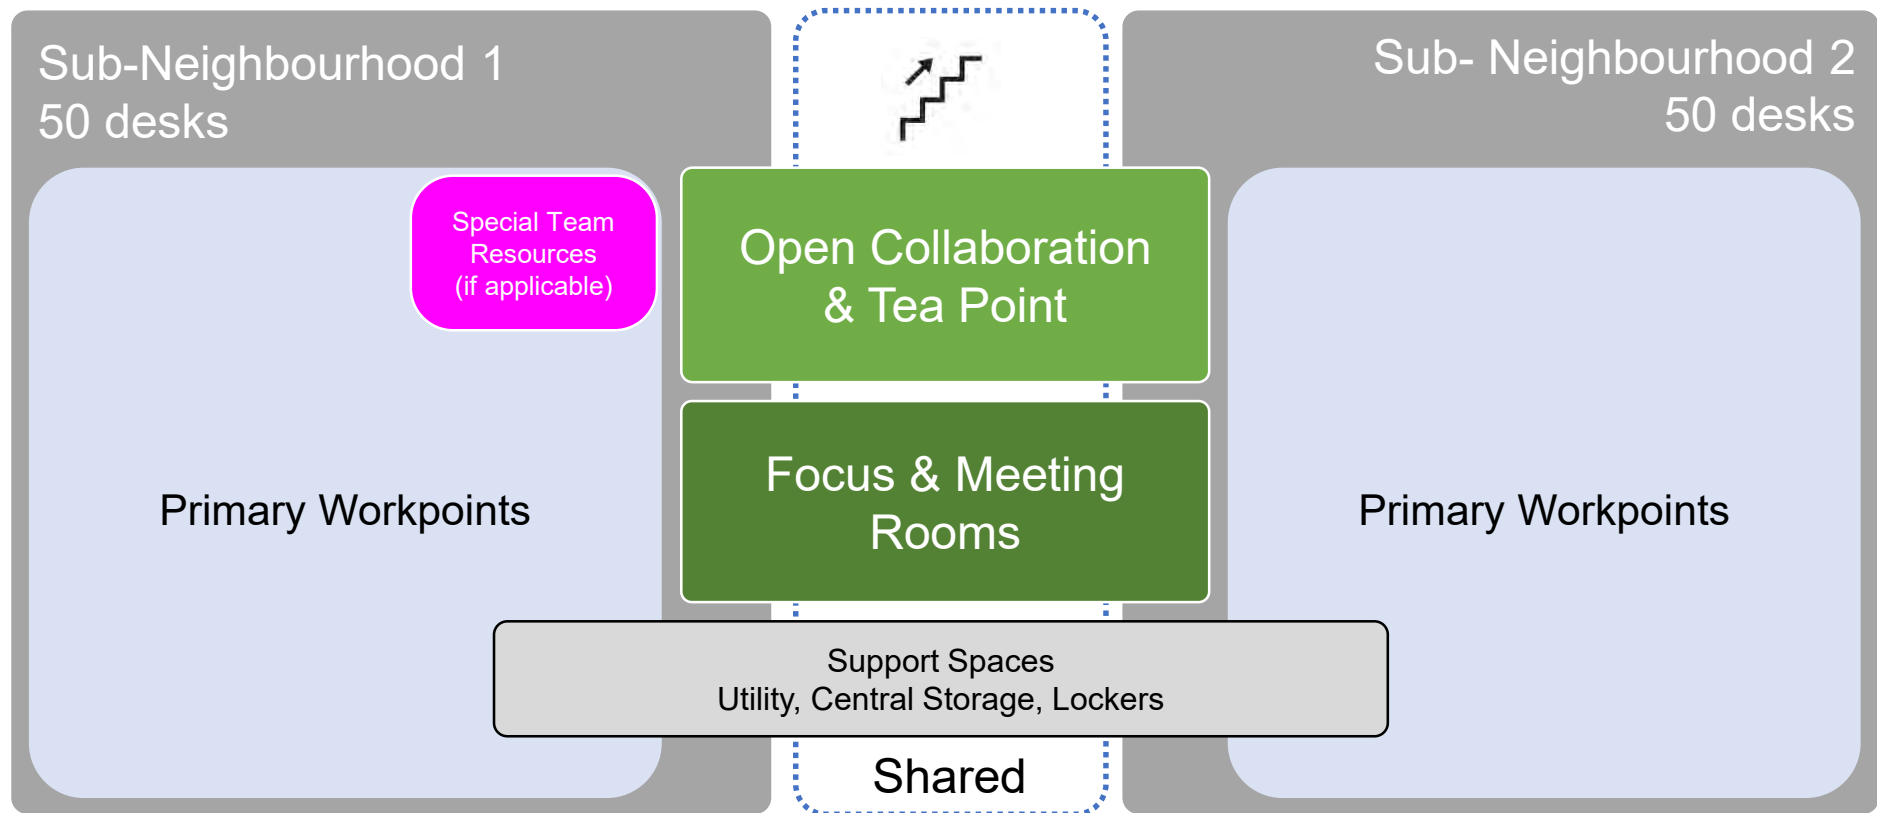 Sub-Neighbourhood 1
50 desks
Sub- Neighbourhood 2
50 desks
Special Team
Resources
(if applicable)
Open Collaboration
& Tea Point
Primary Workpoints
Focus & Meeting
Rooms
Primary Workpoints
Support Spaces
Utility, Central Storage, Lockers
Shared